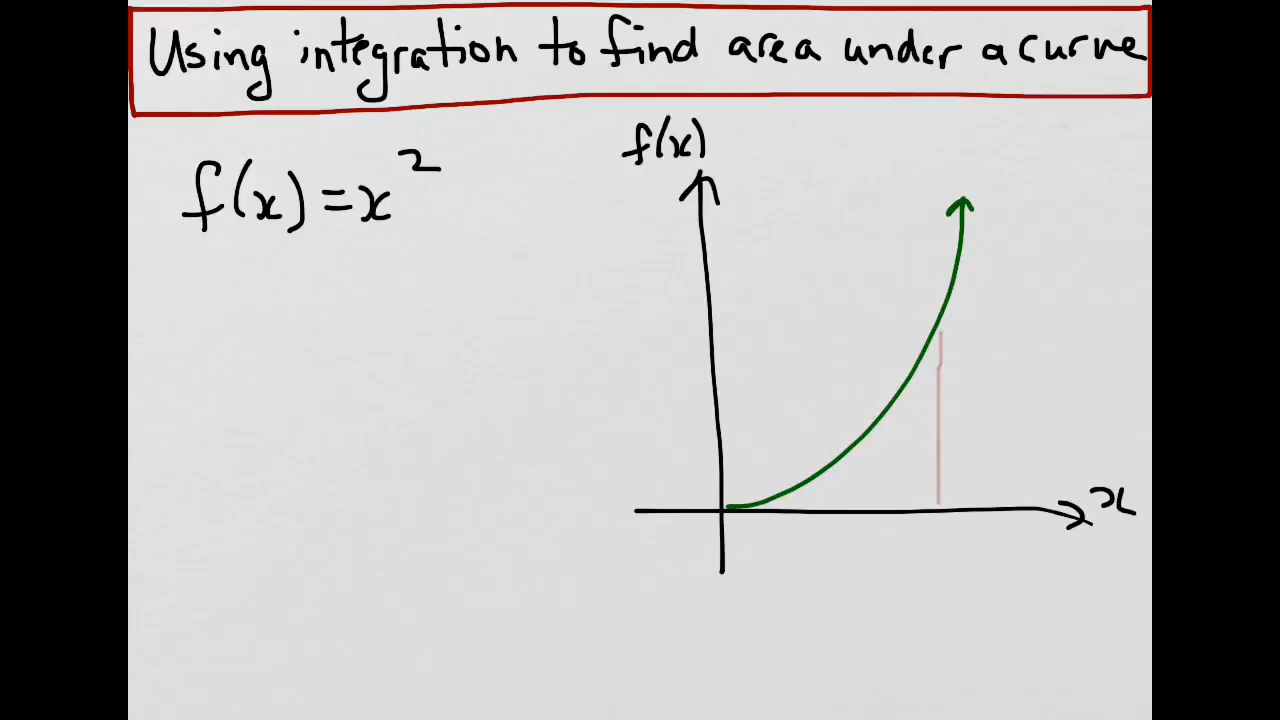 Using integration to find area under a curve
f(x) = x²
f(x)
x